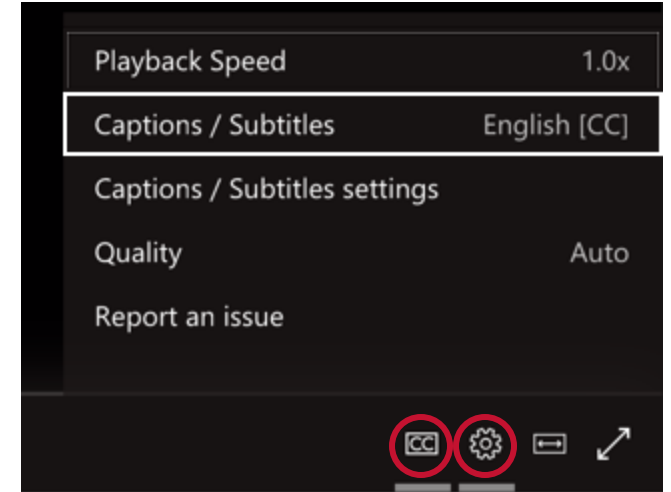 Playback Speed 1.0x
Captions / Subtitles English [CC]
Captions / Subtitles settings
Quality Auto
Report an issue
CC